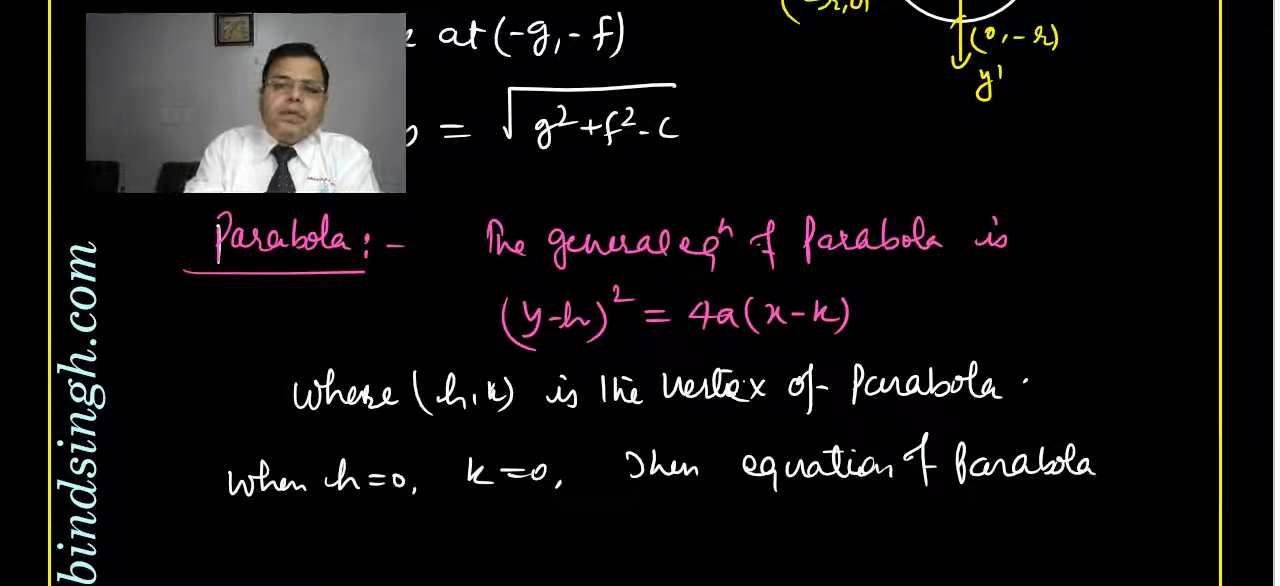 (-r,0)
at (-g,-f)
(0,-r)
y'
= √g²+f²-c
Parabola :- The general eqⁿ of Parabola is
(y-h)² = 4a(x-k)
where (h,k) is the vertex of Parabola.
when h=0, k=0, Then equation of Parabola
bindsingh.com